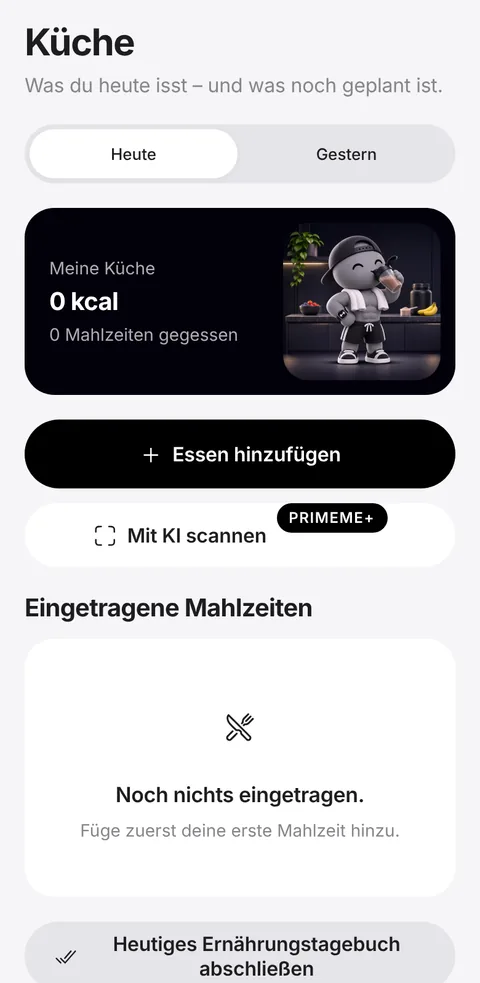 Küche
Was du heute isst – und was noch geplant ist.
Heute
Gestern
Meine Küche
0 kcal
0 Mahlzeiten gegessen
Essen hinzufügen
PRIMEME+
Mit KI scannen
Eingetragene Mahlzeiten
Noch nichts eingetragen.
Füge zuerst deine erste Mahlzeit hinzu.
Heutiges Ernährungstagebuch
abschließen